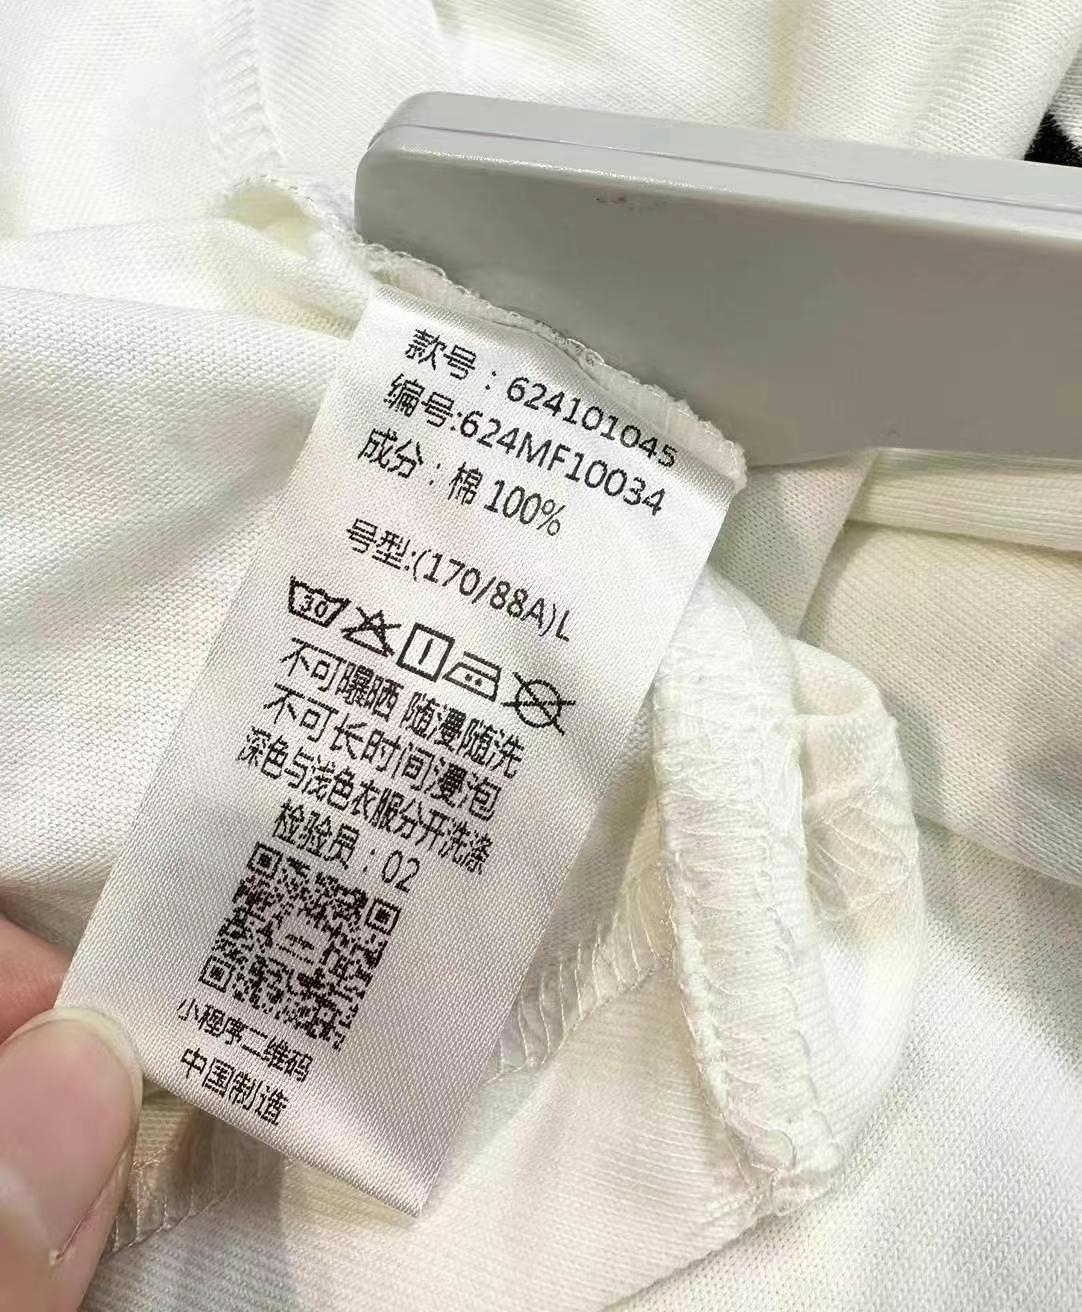 款号：624101045
编号:624MF10034
成分：棉 100%
号型:(170/88A)L
30
不可曝晒 随漫随洗
不可长时间漫泡
深色与浅色衣服分开洗涤
检验员：02
小程序二维码
中国制造